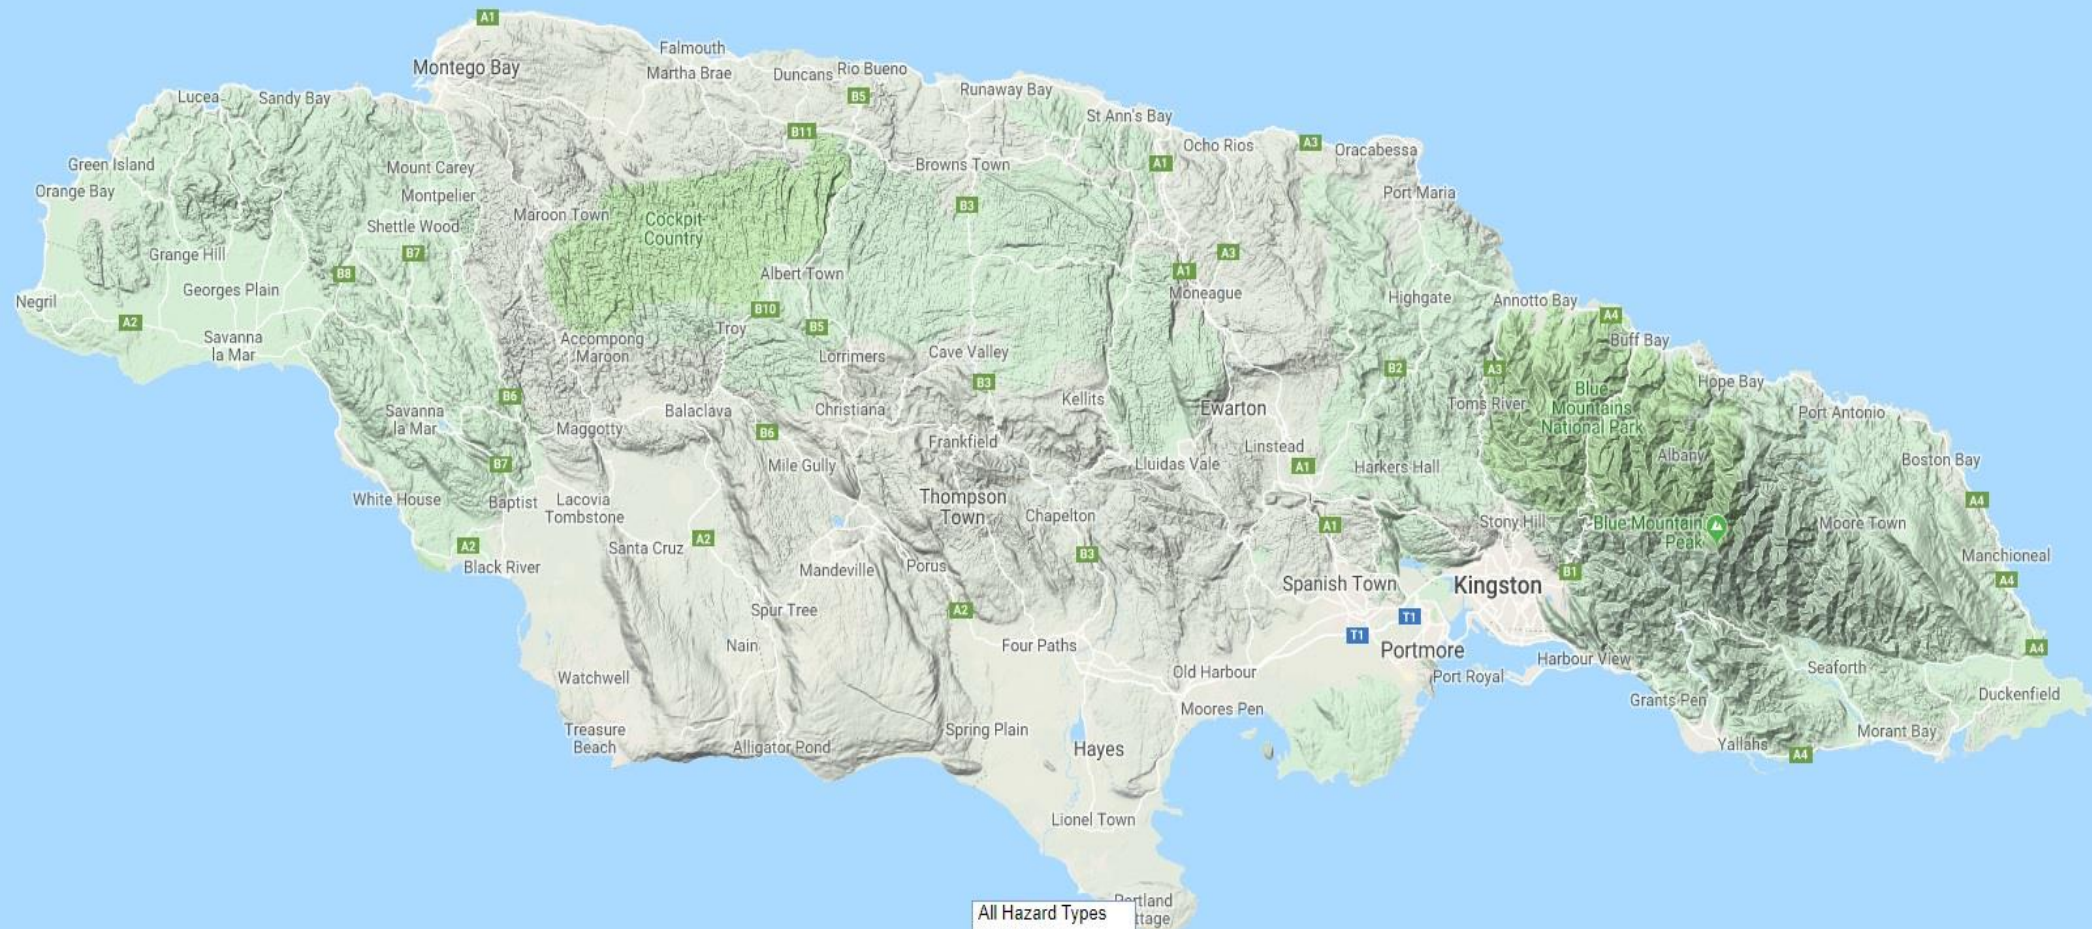 A1
Falmouth
Montego Bay
Martha Brae
Duncans
Rio Bueno
Lucea
Sandy Bay
B5
Runaway Bay
St Ann's Bay
B11
Ocho Rios
A3
Oracabessa
Green Island
Mount Carey
Browns Town
A1
Orange Bay
Montpelier
Port Maria
Maroon Town
Cockpit
Country
B3
Shettle Wood
Grange Hill
B7
A3
B8
Albert Town
A1
Georges Plain
Moneague
Highgate
Negril
Annotto Bay
B10
A4
A2
Troy
B5
Savanna
la Mar
Accompong
Maroon
Buff Bay
Lorrimers
Cave Valley
B2
A3
B3
Hope Bay
B6
Kellits
Blue
Mountains
National Park
Toms River
Savanna
la Mar
Balaclava
Christiana
Ewarton
Port Antonio
Maggotty
B6
Frankfield
Linstead
Albany
B7
Mile Gully
Lluidas Vale
A1
Harkers Hall
Boston Bay
White House
Baptist
Lacovia
Tombstone
Thompson
Town
Chapelton
A1
Stony Hill
Blue Mountain
Peak
Moore Town
A4
A2
Santa Cruz
A2
B3
Manchioneal
Black River
Mandeville
Porus
B1
A4
Spanish Town
Kingston
Spur Tree
A2
T1
T1
Nain
Four Paths
Portmore
A4
Harbour View
Watchwell
Old Harbour
Port Royal
Seaforth
Grants Pen
Duckenfield
Moores Pen
Treasure
Beach
Spring Plain
Alligator Pond
Hayes
Yallahs
Morant Bay
A4
Lionel Town
All Hazard Types